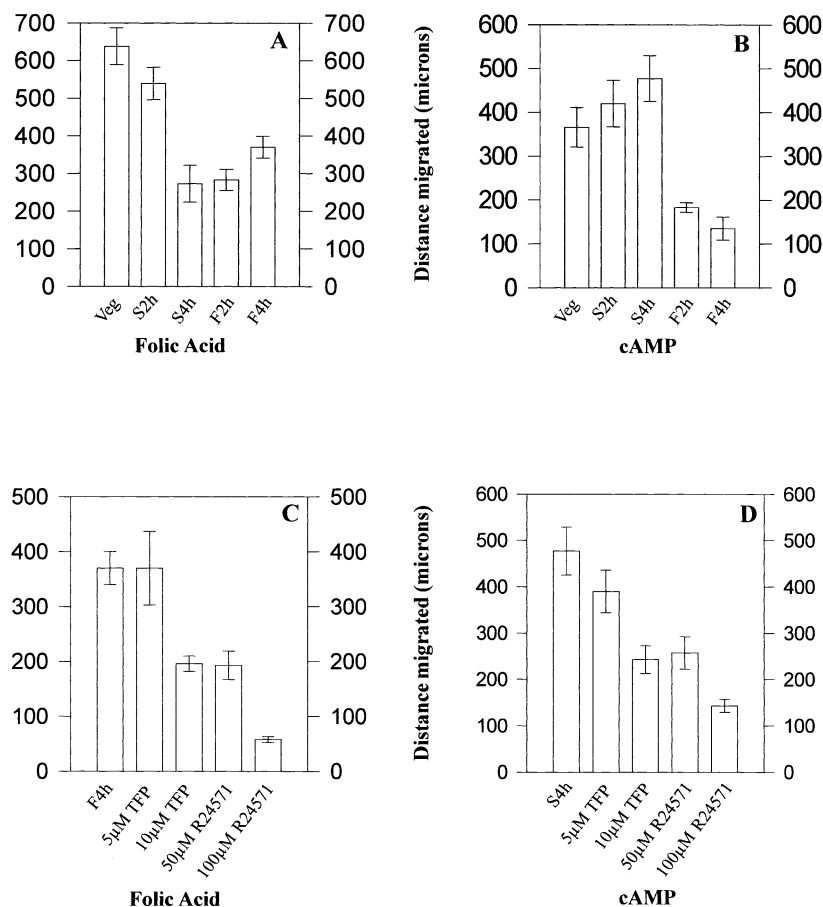 A
700
600
500
400
300
200
100
0
700
600
500
400
300
200
100
0
Veg
S2h
S4h
F2h
F4h
Folic Acid
B
Distance migrated (microns)
600
500
400
300
200
100
0
600
500
400
300
200
100
0
Veg
S2h
S4h
F2h
F4h
cAMP
C
500
400
300
200
100
0
500
400
300
200
100
0
F4h
5µM TFP
10µM TFP
50µM R24571
100µM R24571
Folic Acid
D
Distance migrated (microns)
600
500
400
300
200
100
0
600
500
400
300
200
100
0
S4h
5µM TFP
10µM TFP
50µM R24571
100µM R24571
cAMP